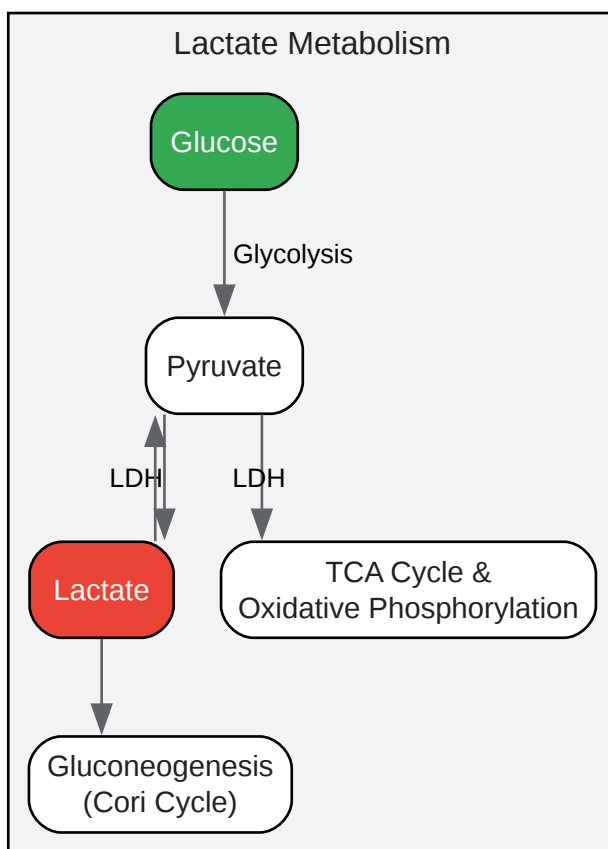 Lactate Metabolism
Glucose
Glycolysis
Pyruvate
LDH
LDH
Lactate
TCA Cycle &
Oxidative Phosphorylation
Gluconeogenesis
(Cori Cycle)